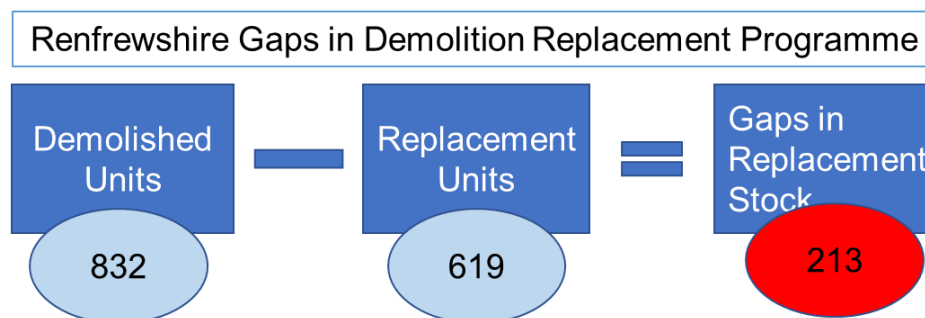 Renfrewshire Gaps in Demolition Replacement Programme
Demolished
Units
832
Replacement
Units
619
Gaps in
Replacement
Stock
213